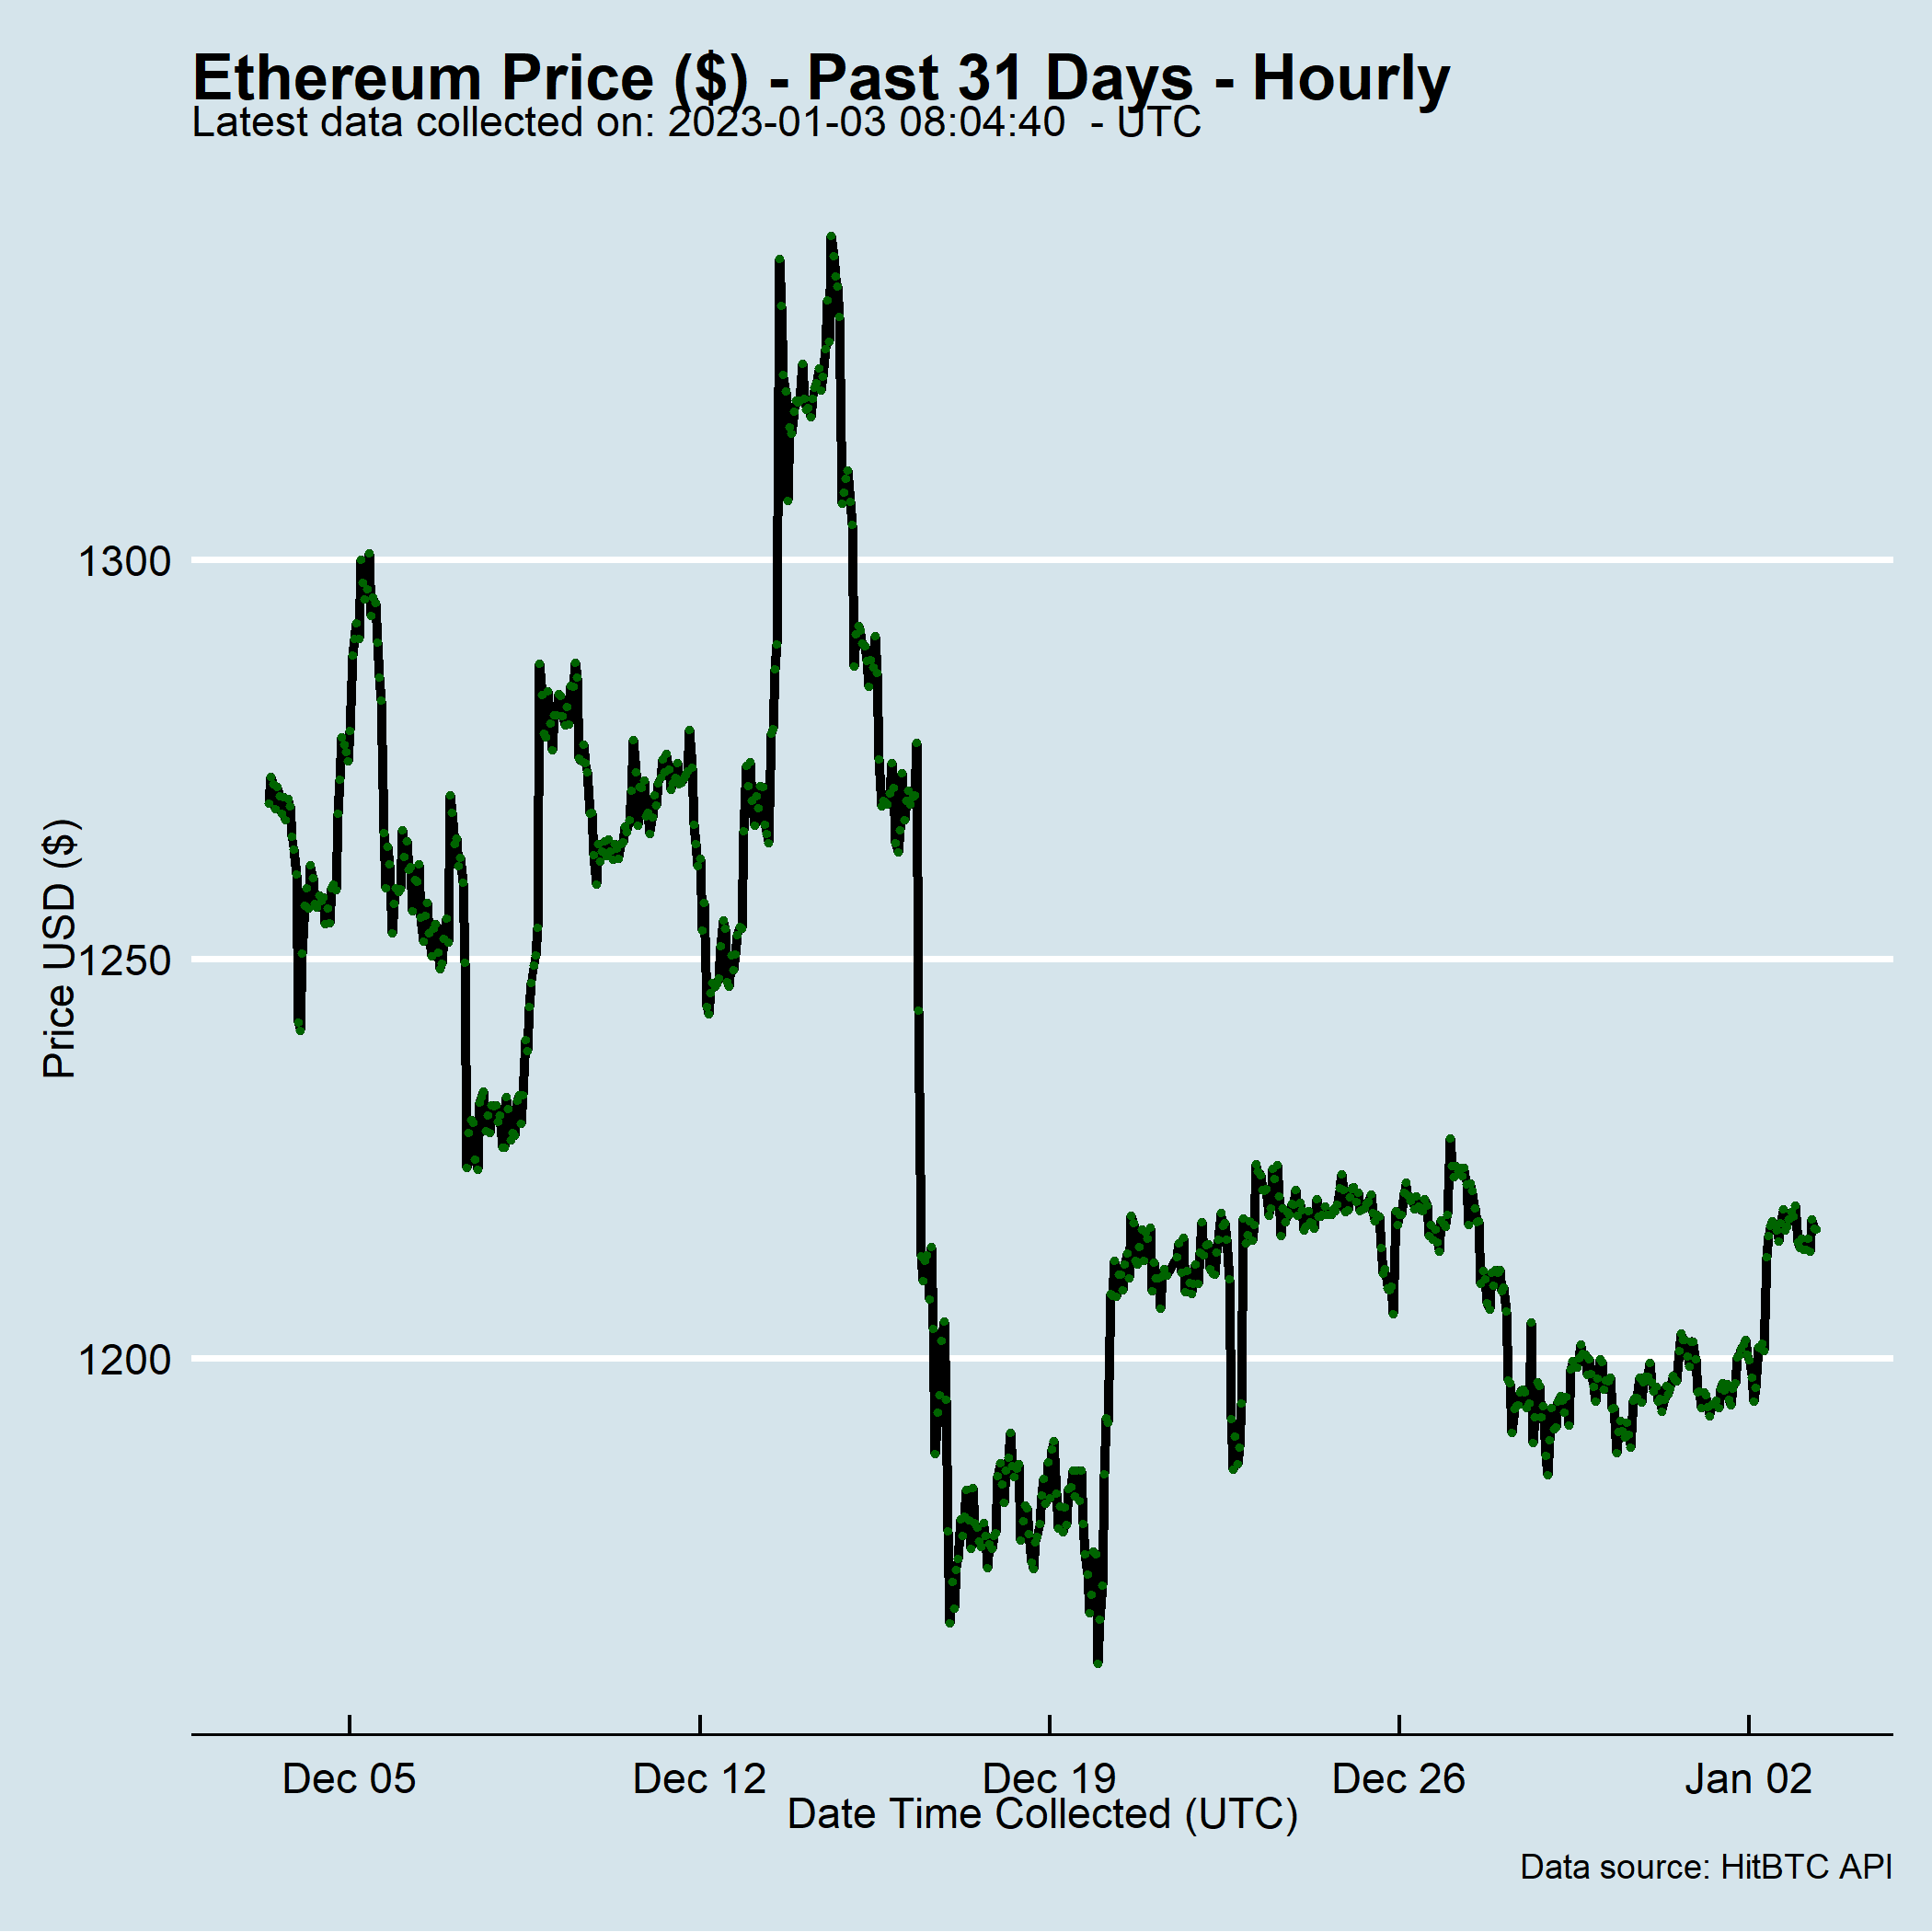 Ethereum Price ($) - Past 31 Days - Hourly
Latest data collected on: 2023-01-03 08:04:40  - UTC
1300
1250
1200
Price USD ($)
Dec 05
Dec 12
Dec 19
Dec 26
Jan 02
Date Time Collected (UTC)
Data source: HitBTC API